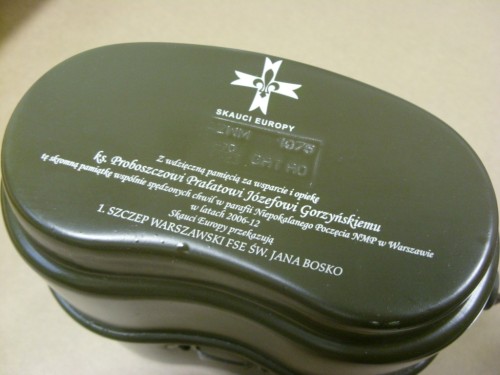 SKAUCI EUROPY
1075
Z wdzięczną pamięcią za wsparcie i opiekę
ks. Proboszczowi Prałatowi Józefowi Gorzyńskiemu
tę skromną pamiątkę wspólnie spędzonych chwil w parafii Niepokalanego Poczęcia NMP w Warszawie
w latach 2006-12
Skauci Europy przekazują
1. SZCZEP WARSZAWSKI FSE ŚW. JANA BOSKO